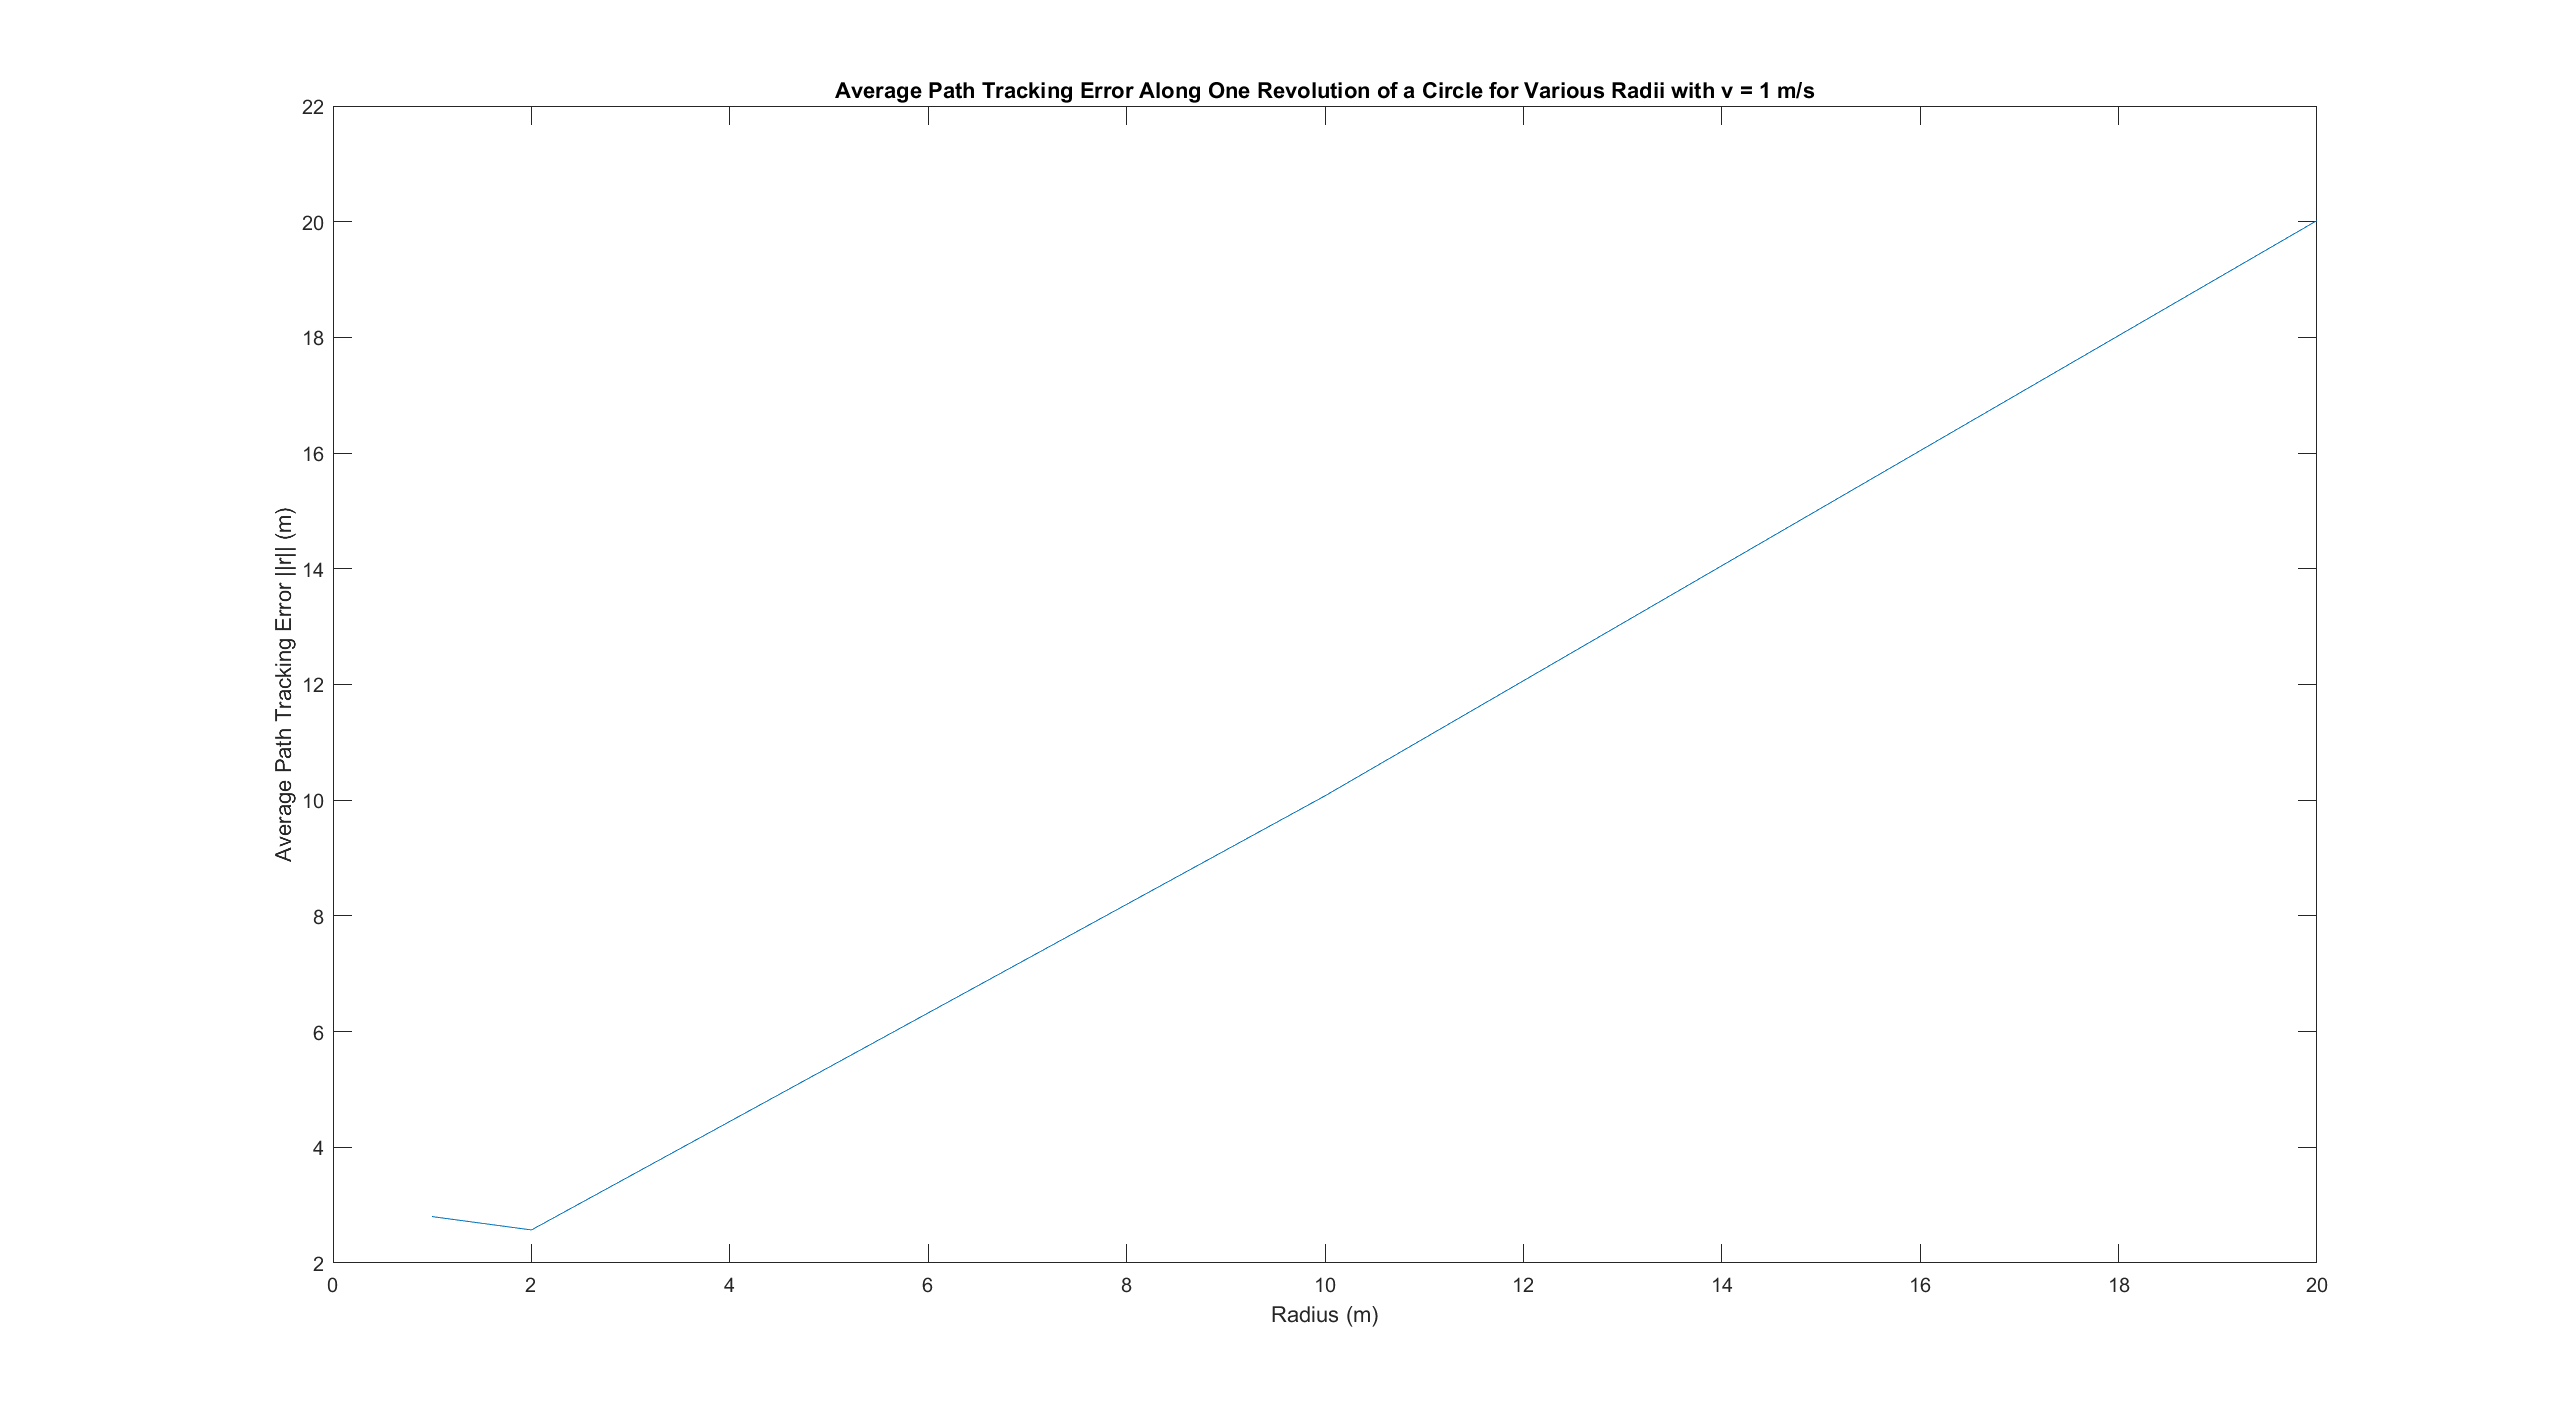 Average Path Tracking Error Along One Revolution of a Circle for Various Radii with v = 1 m/s
22
20
18
16
14
12
10
8
6
4
2
Average Path Tracking Error ||r|| (m)
0 2 4 6 8 10 12 14 16 18 20
Radius (m)